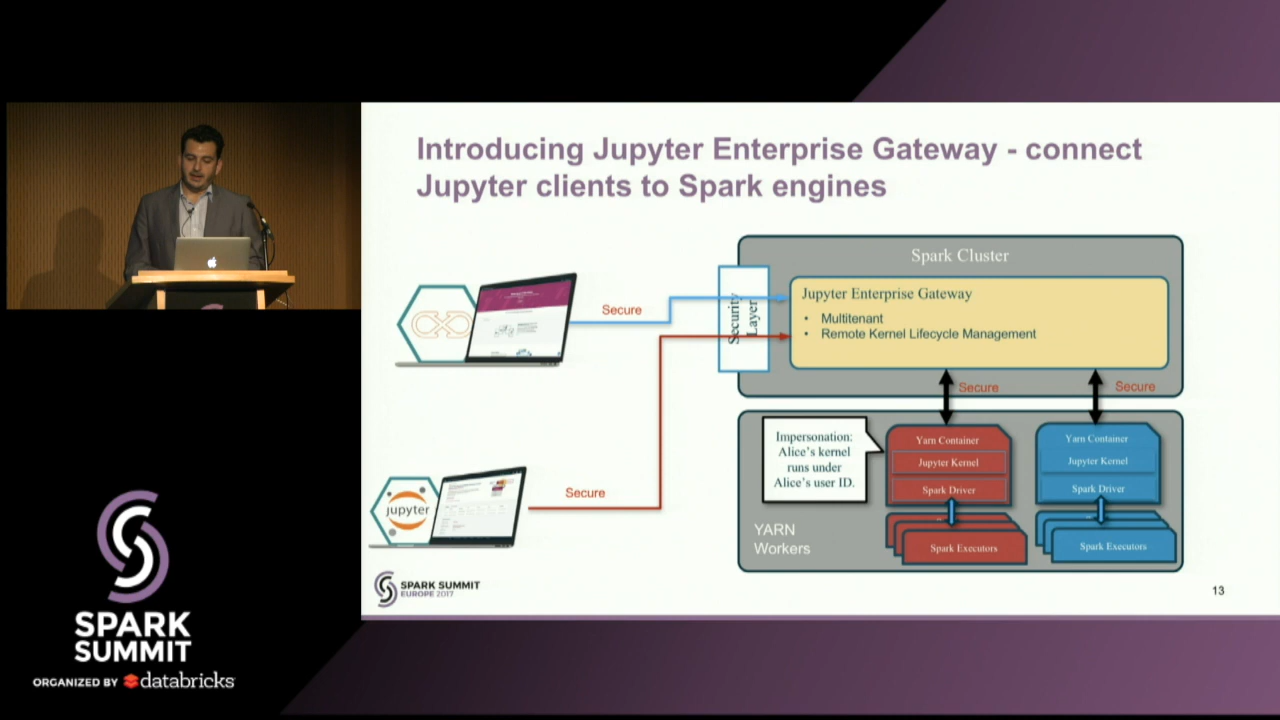 Introducing Jupyter Enterprise Gateway - connect
Jupyter clients to Spark engines
Spark Cluster
Security
Layer
Jupyter Enterprise Gateway
• Multitenant
• Remote Kernel Lifecycle Management
Secure
Secure
Secure
Secure
Impersonation:
Alice's kernel
runs under
Alice's user ID.
Yarn Container
Jupyter Kernel
Spark Driver
Spark Executors
Yarn Container
Jupyter Kernel
Spark Driver
Spark Executors
YARN
Workers
jupyter
SPARK SUMMIT
EUROPE 2017
13
SPARK
SUMMIT
ORGANIZED BY databricks